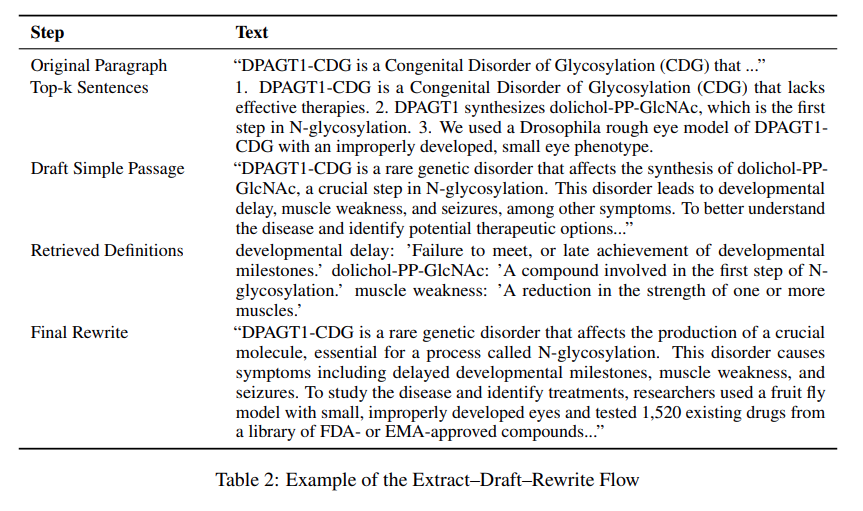 Step Text
Original Paragraph “DPAGT1-CDG is a Congenital Disorder of Glycosylation (CDG) that ...”
Top-k Sentences 1. DPAGT1-CDG is a Congenital Disorder of Glycosylation (CDG) that lacks
effective therapies. 2. DPAGT1 synthesizes dolichol-PP-GlcNAc, which is the first
step in N-glycosylation. 3. We used a Drosophila rough eye model of DPAGT1-
CDG with an improperly developed, small eye phenotype.
Draft Simple Passage “DPAGT1-CDG is a rare genetic disorder that affects the synthesis of dolichol-PP-
GlcNAc, a crucial step in N-glycosylation. This disorder leads to developmental
delay, muscle weakness, and seizures, among other symptoms. To better understand
the disease and identify potential therapeutic options...”
Retrieved Definitions developmental delay: ’Failure to meet, or late achievement of developmental
milestones.’ dolichol-PP-GlcNAc: ’A compound involved in the first step of N-
glycosylation.’ muscle weakness: ’A reduction in the strength of one or more
muscles.’
Final Rewrite “DPAGT1-CDG is a rare genetic disorder that affects the production of a crucial
molecule, essential for a process called N-glycosylation. This disorder causes
symptoms including delayed developmental milestones, muscle weakness, and
seizures. To study the disease and identify treatments, researchers used a fruit fly
model with small, improperly developed eyes and tested 1,520 existing drugs from
a library of FDA- or EMA-approved compounds...”
Table 2: Example of the Extract–Draft–Rewrite Flow